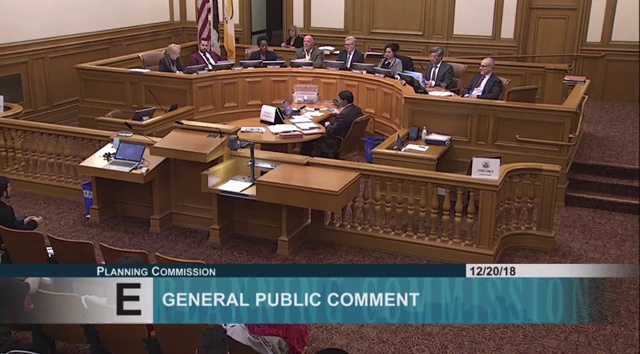 PLANNING COMMISSION 12/20/18
E GENERAL PUBLIC COMMENT